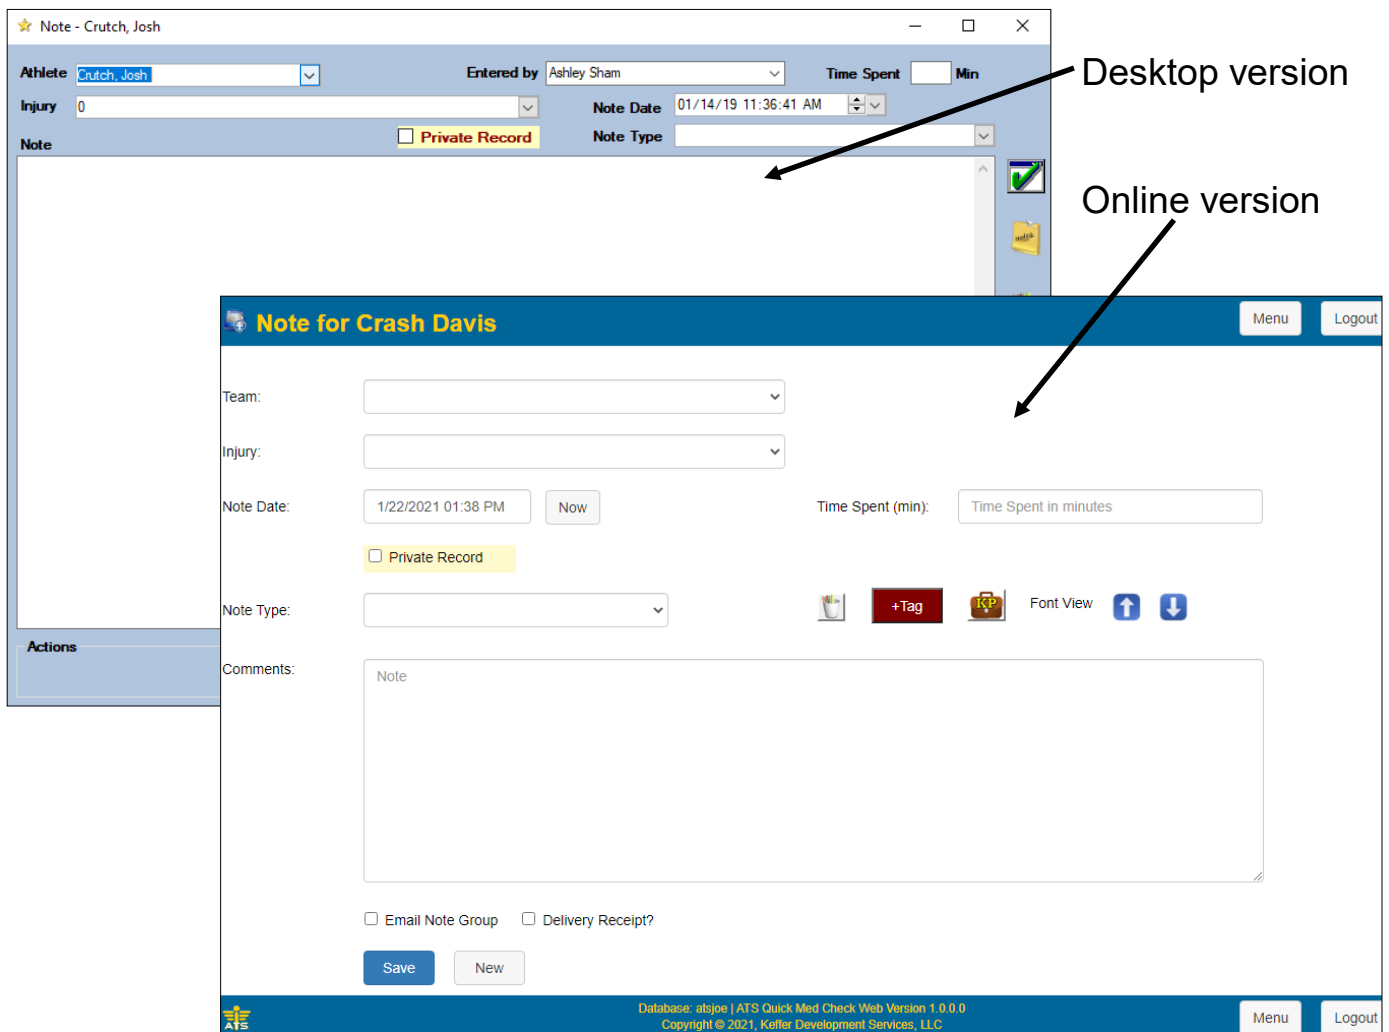 Note - Crutch, Josh
Athlete Crutch, Josh Entered by Ashley Sham Time Spent Min
Injury 0 Note Date 01/14/19 11:36:41 AM
Private Record Note Type
Note
Desktop version
notes
Online version
Actions
Note for Crash Davis Menu Logout
Team:
Injury:
Note Date: 1/22/2021 01:38 PM Now Time Spent (min): Time Spent in minutes
Private Record
Note Type: +Tag KP Font View
Comments: Note
Email Note Group Delivery Receipt?
Save New
ATS Database: atsjoe | ATS Quick Med Check Web Version 1.0.0.0 Menu Logout
Copyright © 2021, Keffer Development Services, LLC